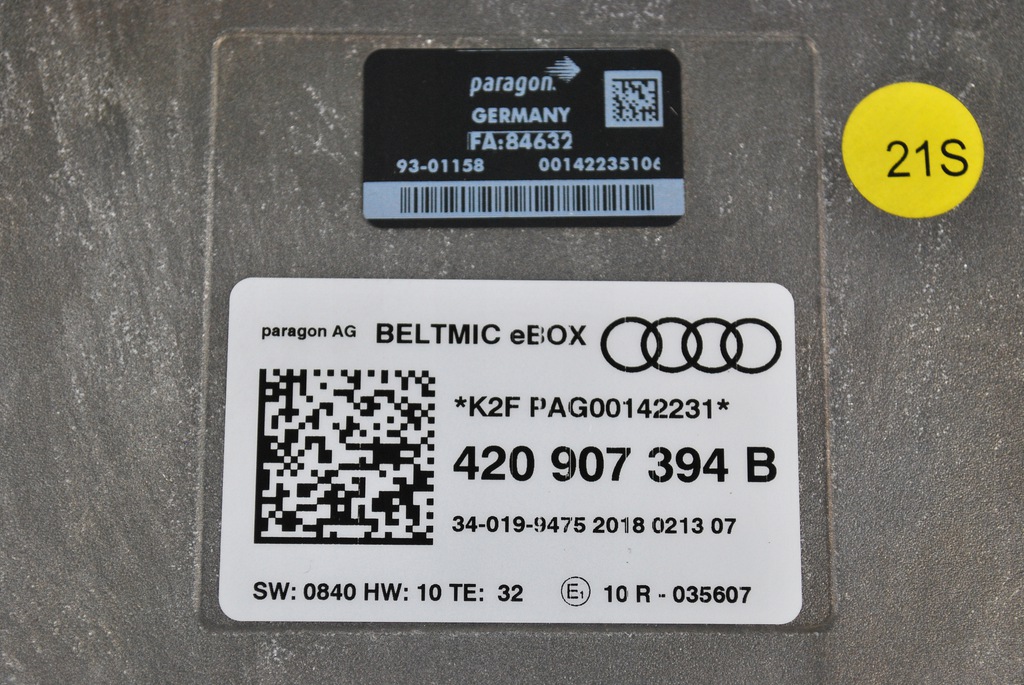 paragon
GERMANY
FA:84632
93-01158 00142235106
21S
paragon AG BELTMIC eBOX
*K2F PAG00142231*
420 907 394 B
34-019-9475 2018 0213 07
SW: 0840 HW: 10 TE: 32 E1 10 R - 035607